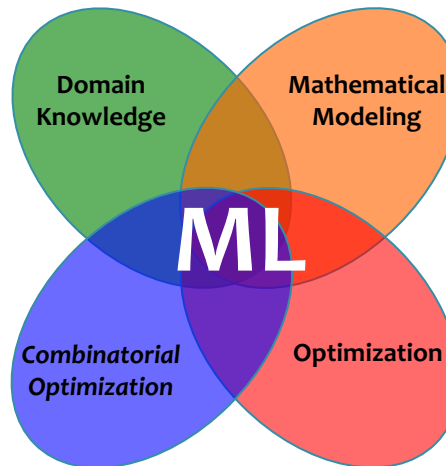 Domain
Knowledge
Mathematical
Modeling
ML
Combinatorial
Optimization
Optimization